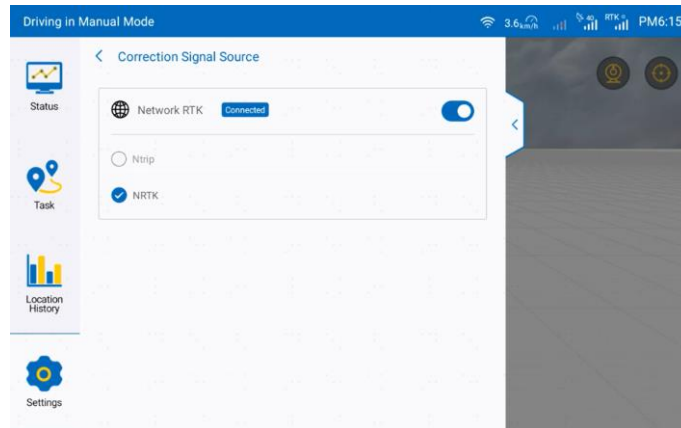 Driving in Manual Mode
3.6km/h
40
RTK
PM6:15
Correction Signal Source
Status
Network RTK
Connected
Ntrip
NRTK
Task
Location
History
Settings